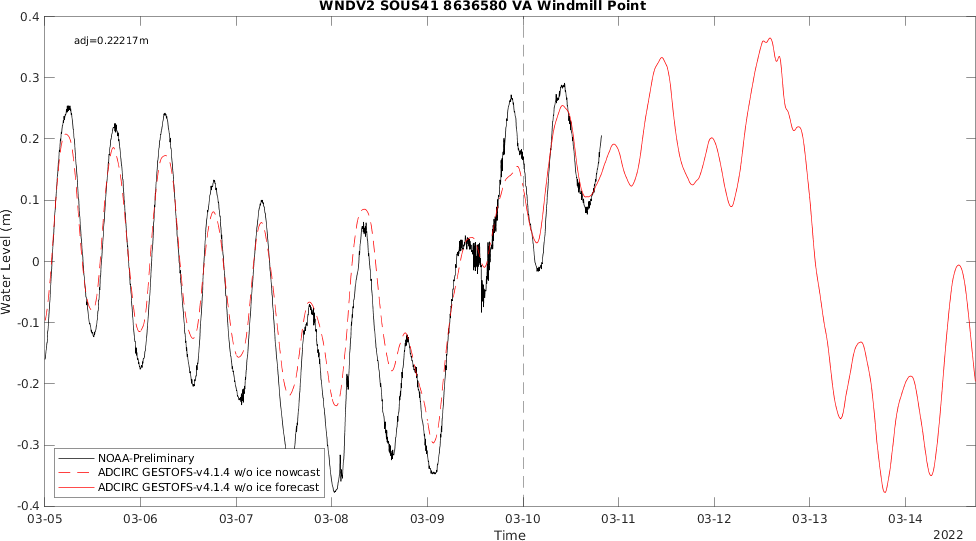 WNDV2 SOUS41 8636580 VA Windmill Point
adj=0.22217m
Water Level (m)
0.4
0.3
0.2
0.1
0
-0.1
-0.2
-0.3
-0.4
NOAA-Preliminary
ADCIRC GESTOFS-v4.1.4 w/o ice nowcast
ADCIRC GESTOFS-v4.1.4 w/o ice forecast
03-05 03-06 03-07 03-08 03-09 03-10 03-11 03-12 03-13 03-14
Time
2022